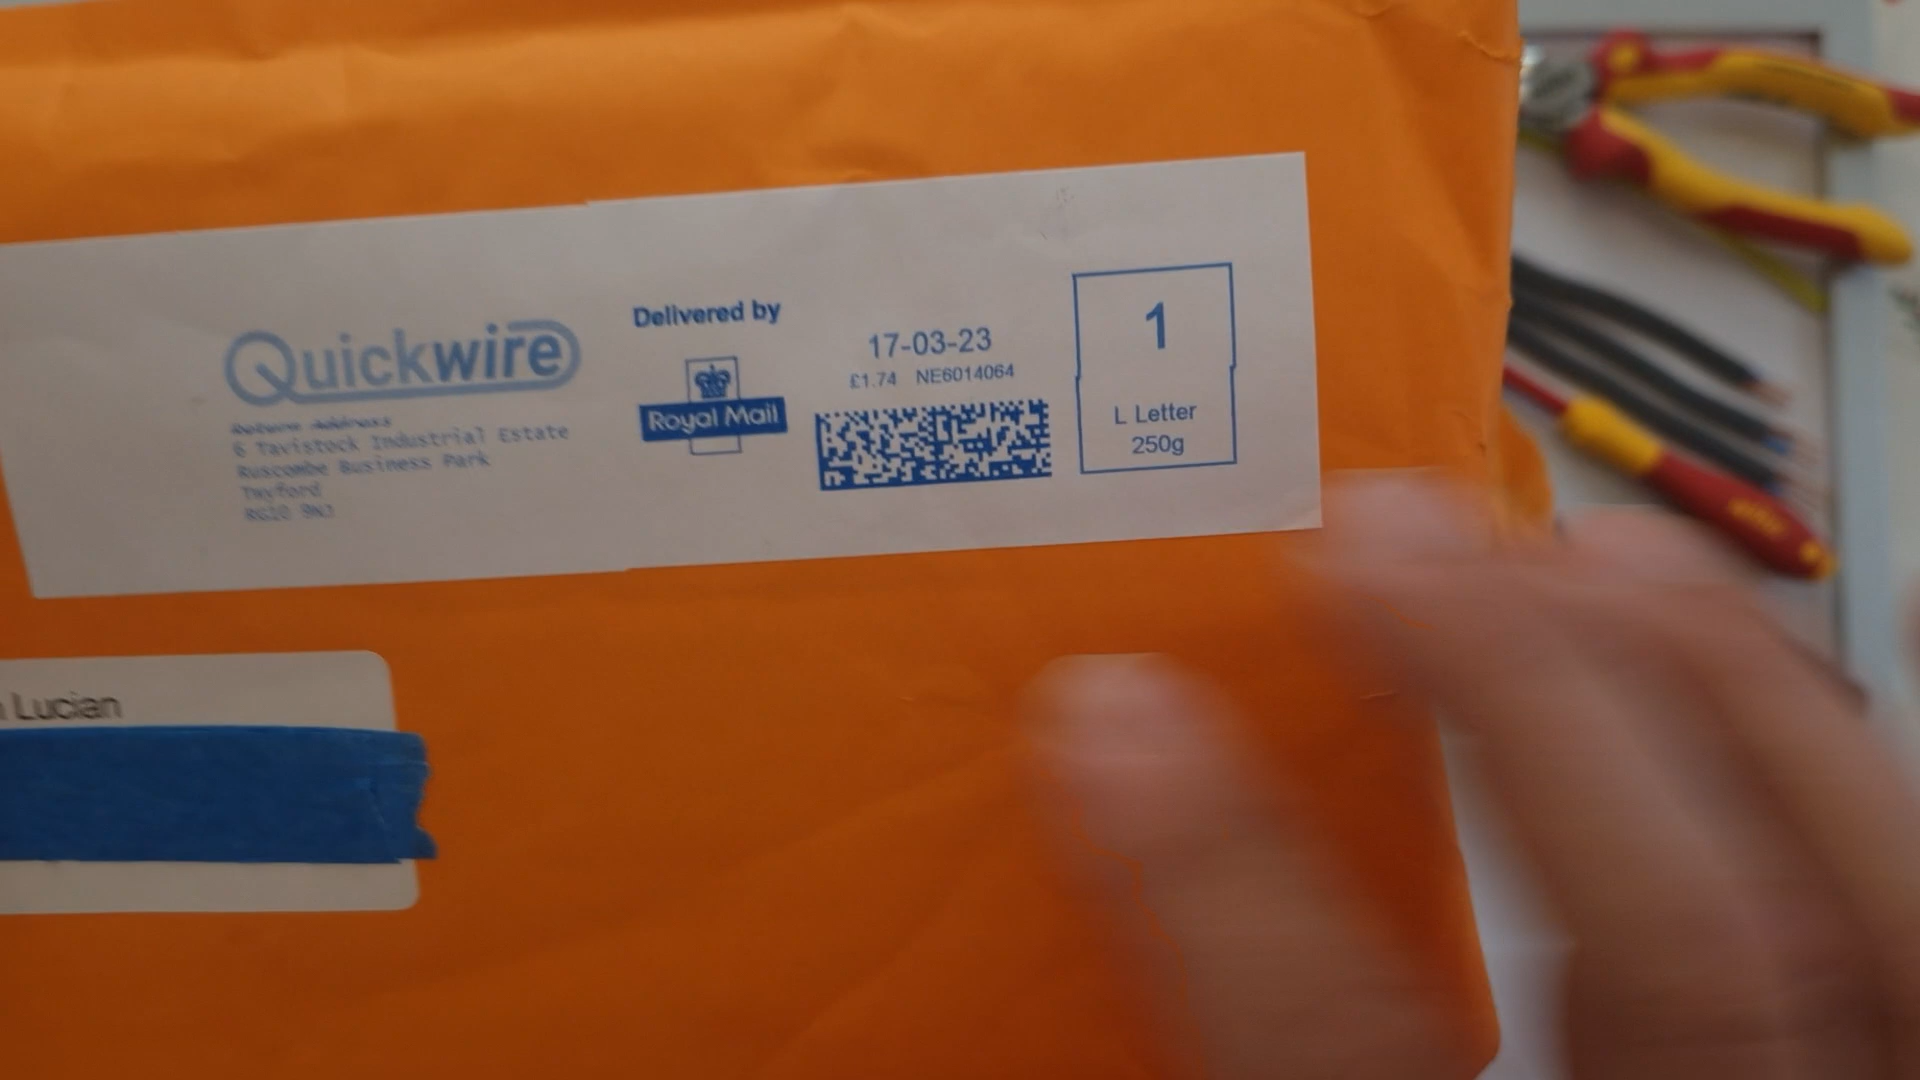 Quickwire
Return Address
6 Tavistock Industrial Estate
Ruscombe Business Park
Twyford
RG10 9NJ
Delivered by
Royal Mail
17-03-23
£1.74 NE6014064
1
L Letter
250g
Lucian